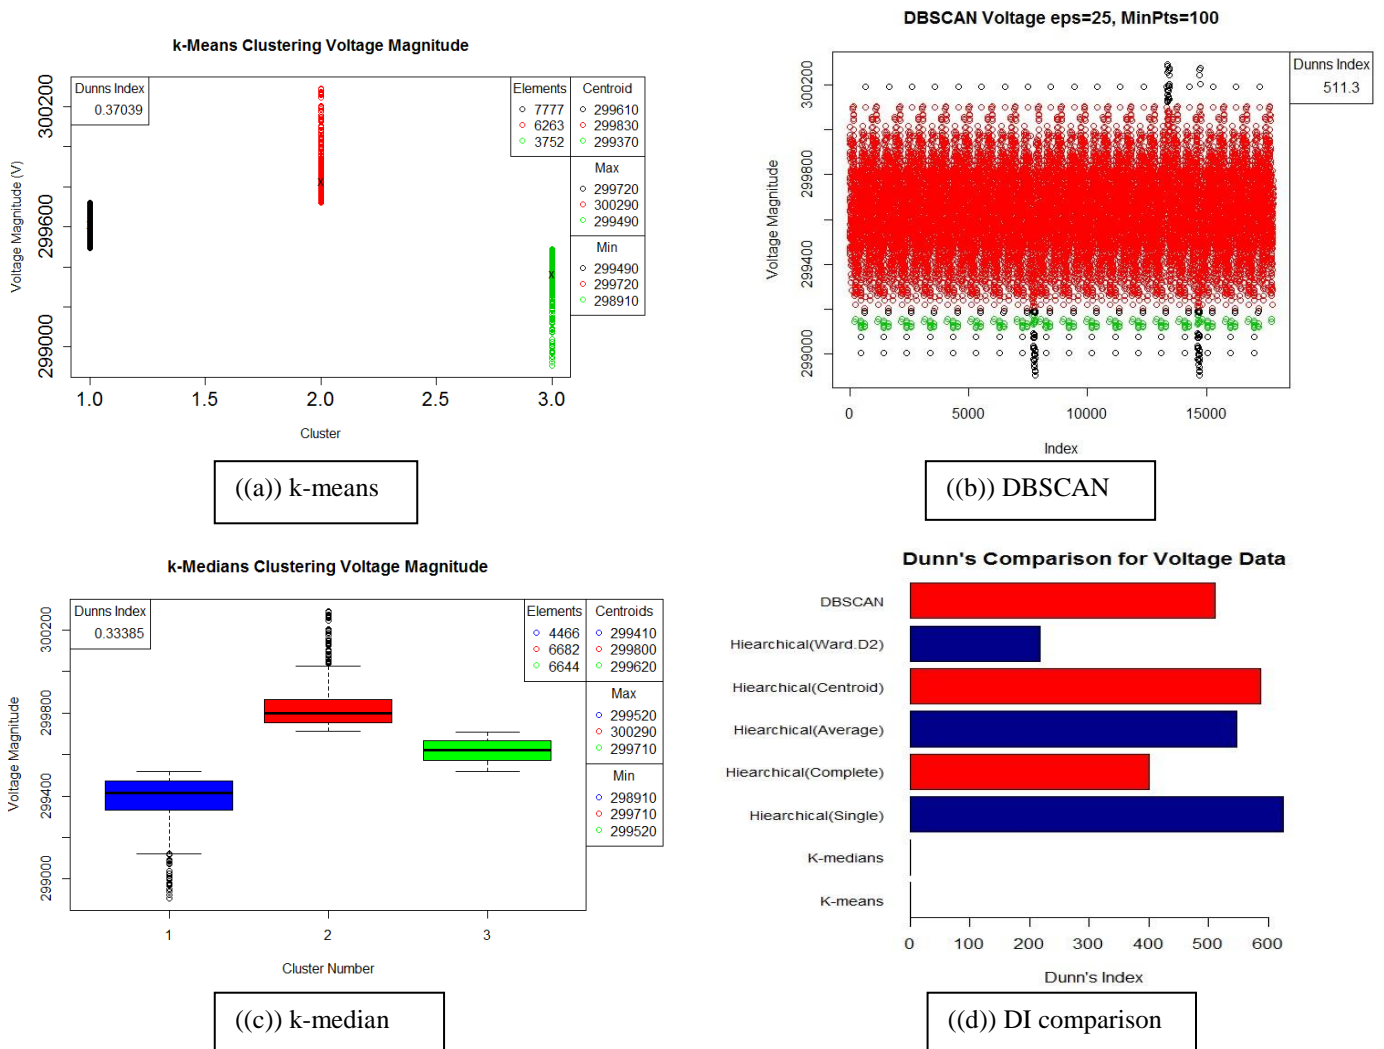 k-Means Clustering Voltage Magnitude
Dunns Index
0.37039
Elements
7777
6263
3752
Centroid
299610
299830
299370
Max
299720
300290
299490
Min
299490
299720
298910
Voltage Magnitude (V)
300200
299600
299000
1.0 1.5 2.0 2.5 3.0
Cluster
((a)) k-means
DBSCAN Voltage eps=25, MinPts=100
Dunns Index
511.3
Voltage Magnitude
300200
299800
299400
299000
0 5000 10000 15000
Index
((b)) DBSCAN
k-Medians Clustering Voltage Magnitude
Dunns Index
0.33385
Elements
4466
6682
6644
Centroids
299410
299800
299620
Max
299520
300290
299710
Min
298910
299710
299520
Voltage Magnitude
300200
299800
299400
299000
1 2 3
Cluster Number
((c)) k-median
Dunn's Comparison for Voltage Data
DBSCAN
Hiearchical(Ward.D2)
Hiearchical(Centroid)
Hiearchical(Average)
Hiearchical(Complete)
Hiearchical(Single)
K-medians
K-means
0 100 200 300 400 500 600
Dunn's Index
((d)) DI comparison